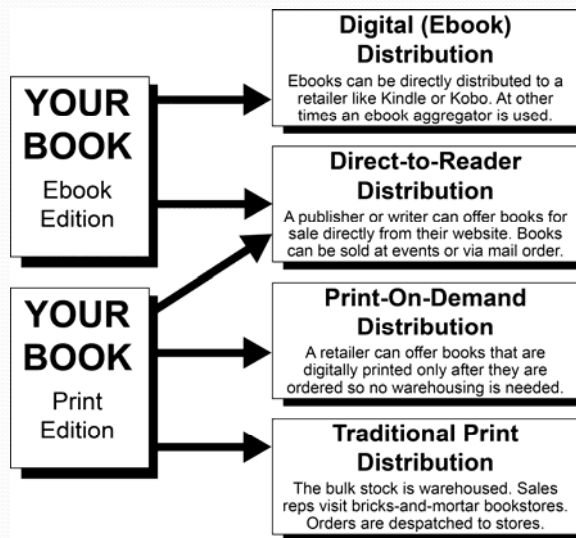 YOUR
BOOK
Ebook
Edition
Digital (Ebook)
Distribution
Ebooks can be directly distributed to a
retailer like Kindle or Kobo. At other
times an ebook aggregator is used.
Direct-to-Reader
Distribution
A publisher or writer can offer books for
sale directly from their website. Books
can be sold at events or via mail order.
YOUR
BOOK
Print
Edition
Print-On-Demand
Distribution
A retailer can offer books that are
digitally printed only after they are
ordered so no warehousing is needed.
Traditional Print
Distribution
The bulk stock is warehoused. Sales
reps visit bricks-and-mortar bookstores.
Orders are despatched to stores.